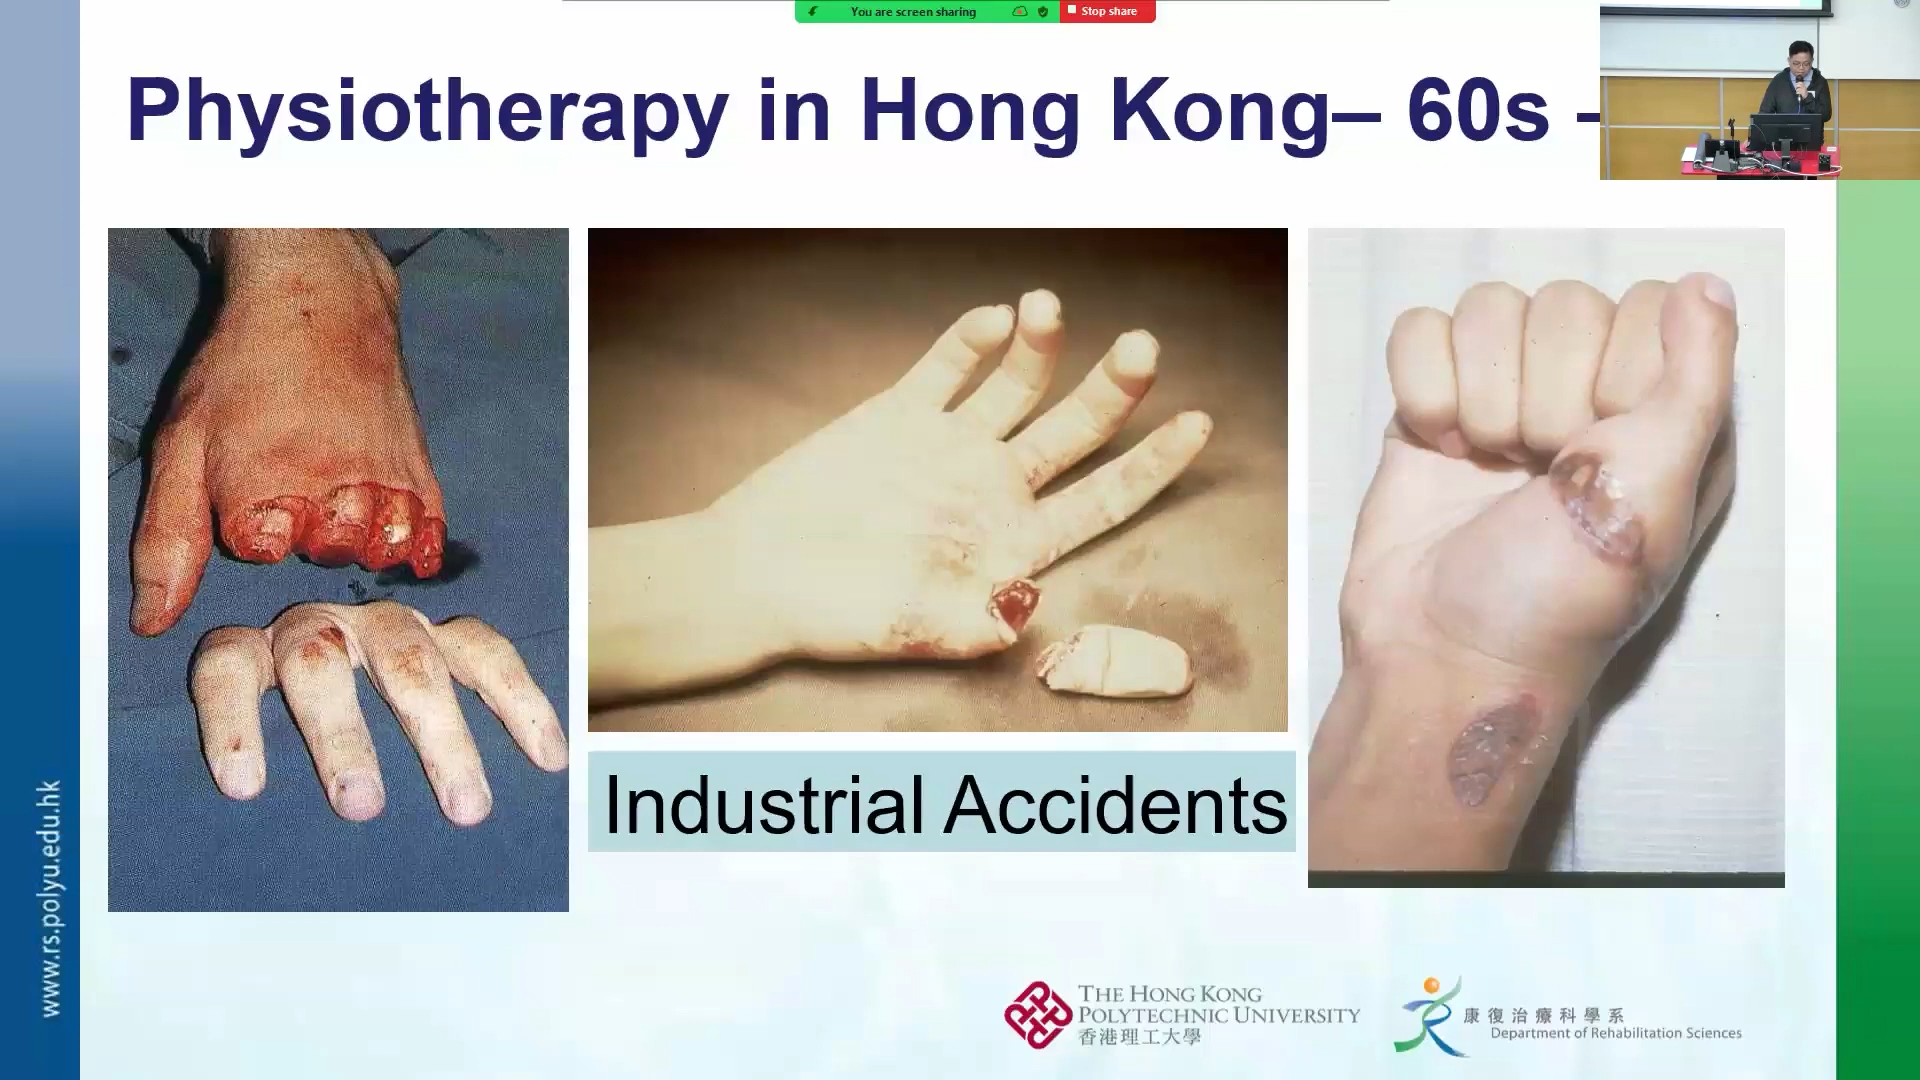 You are screen sharing
Stop share
Physiotherapy in Hong Kong– 60s -
Industrial Accidents
www.rs.polyu.edu.hk
THE HONG KONG
POLYTECHNIC UNIVERSITY
香港理工大學
康復治療科學系
Department of Rehabilitation Sciences